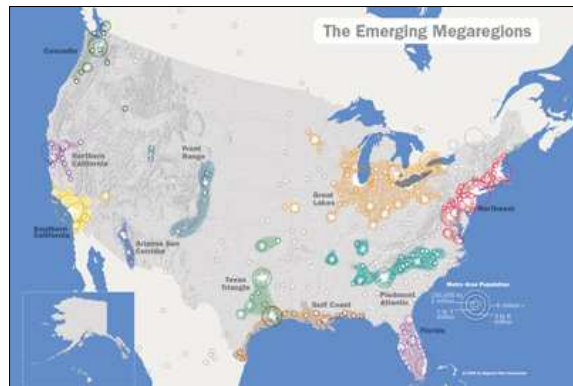 The Emerging Megaregions
Cascadia
Northern
California
Front
Range
Great
Lakes
Northeast
Southern
California
Arizona Sun
Corridor
Texas
Triangle
Gulf Coast
Piedmont
Atlantic
Florida
Metro Area Population